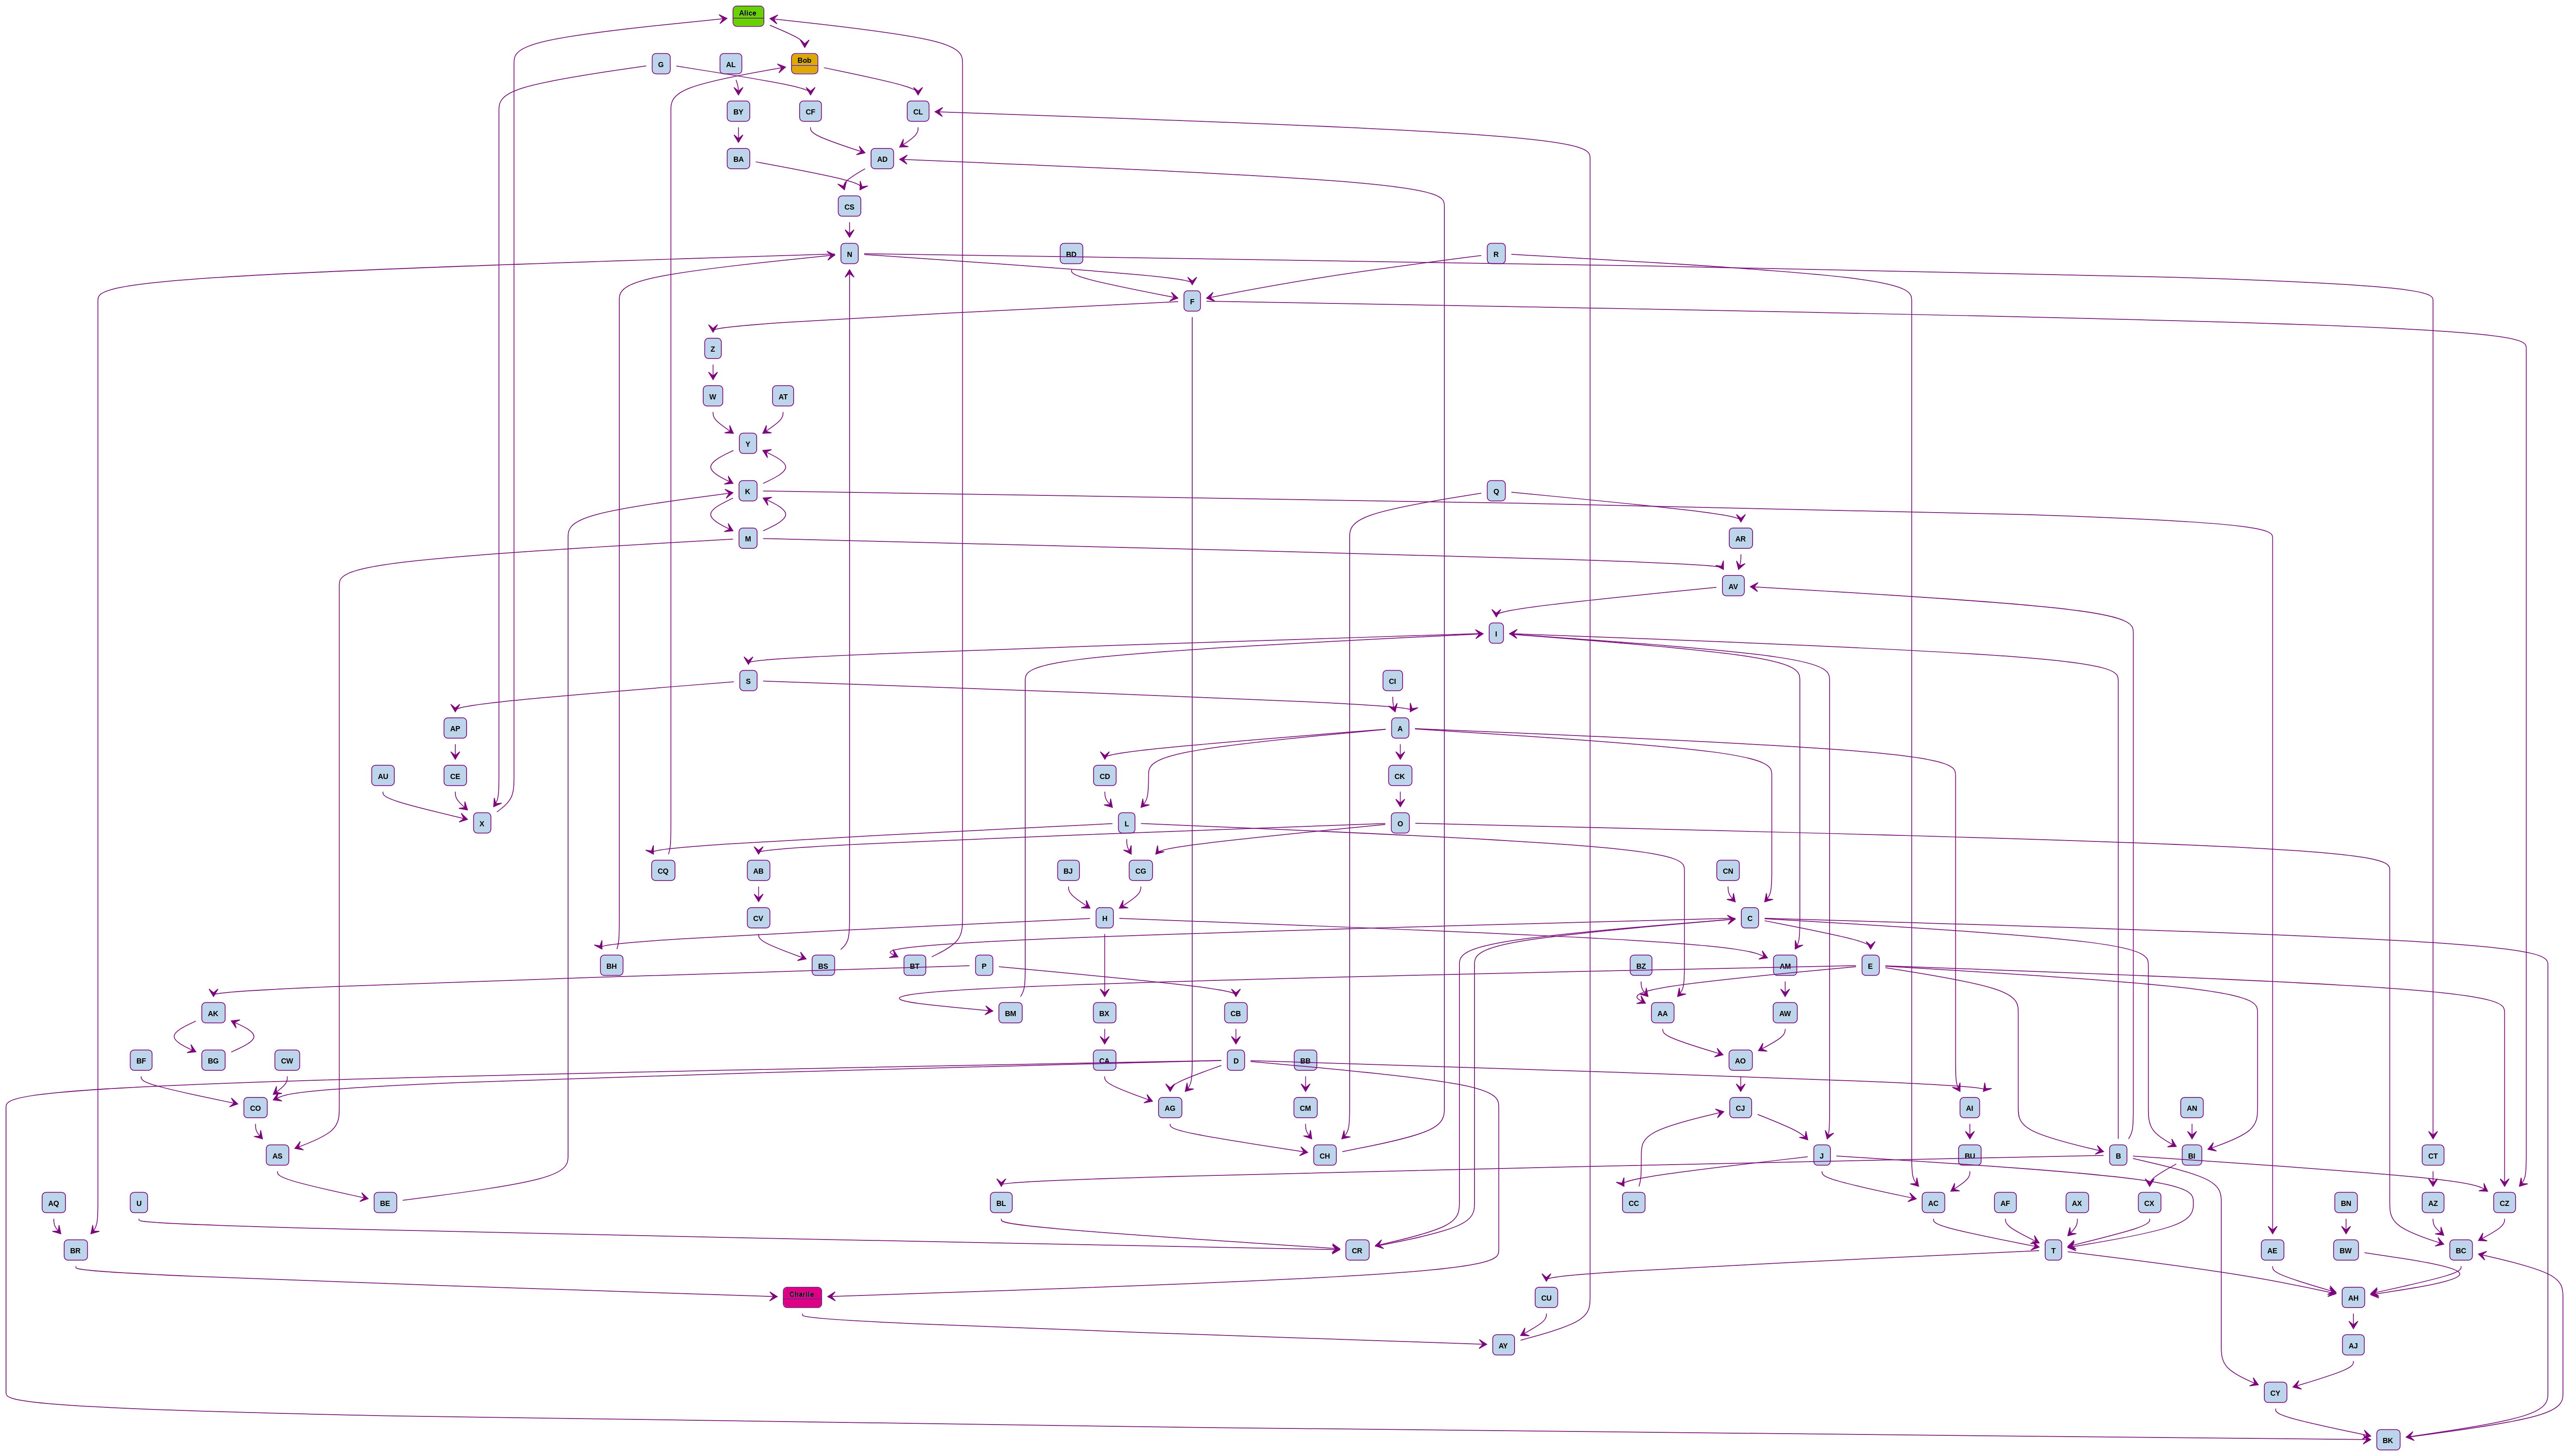 Alice
G
AL
Bob
BY
CF
CL
BA
AD
CS
N
BD
R
F
Z
W
AT
Y
K
Q
M
AR
AV
I
S
CI
AP
A
AU
CE
CD
CK
X
L
O
CQ
AB
BJ
CG
CN
CV
H
C
BH
BS
BT
P
BZ
AM
E
AK
BM
BX
CB
AA
AW
BF
BG
CW
CA
D
BB
AO
CO
AG
CM
CJ
AI
AN
AS
CH
J
BU
B
BI
CT
AQ
U
BE
BL
CC
AC
AF
AX
CX
BN
AZ
CZ
BR
CR
T
AE
BW
BC
Charlie
CU
AH
AY
AJ
CY
BK